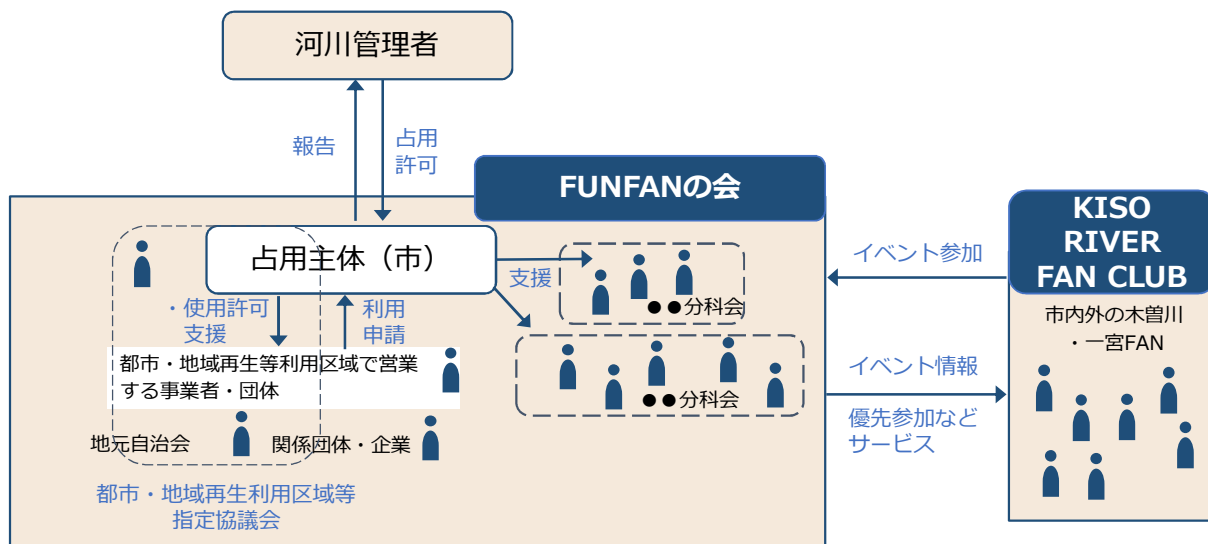 河川管理者
報告
占用
許可
FUNFANの会
占用主体（市）
支援
●●分科会
・使用許可
支援
利用
申請
都市・地域再生等利用区域で営業
する事業者・団体
●●分科会
地元自治会
関係団体・企業
都市・地域再生利用区域等
指定協議会
イベント参加
イベント情報
優先参加など
サービス
KISO
RIVER
FAN CLUB
市内外の木曽川
・一宮FAN